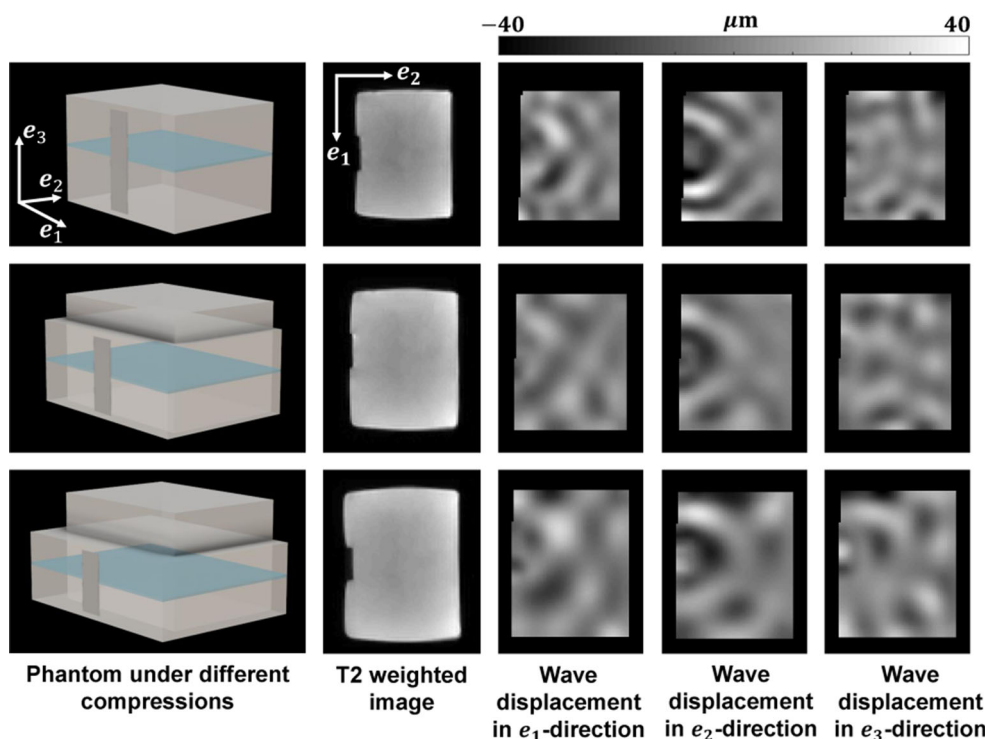 −40 μm 40
e₃
e₂
e₁
e₂
e₁
Phantom under different
compressions
T2 weighted
image
Wave
displacement
in e₁-direction
Wave
displacement
in e₂-direction
Wave
displacement
in e₃-direction